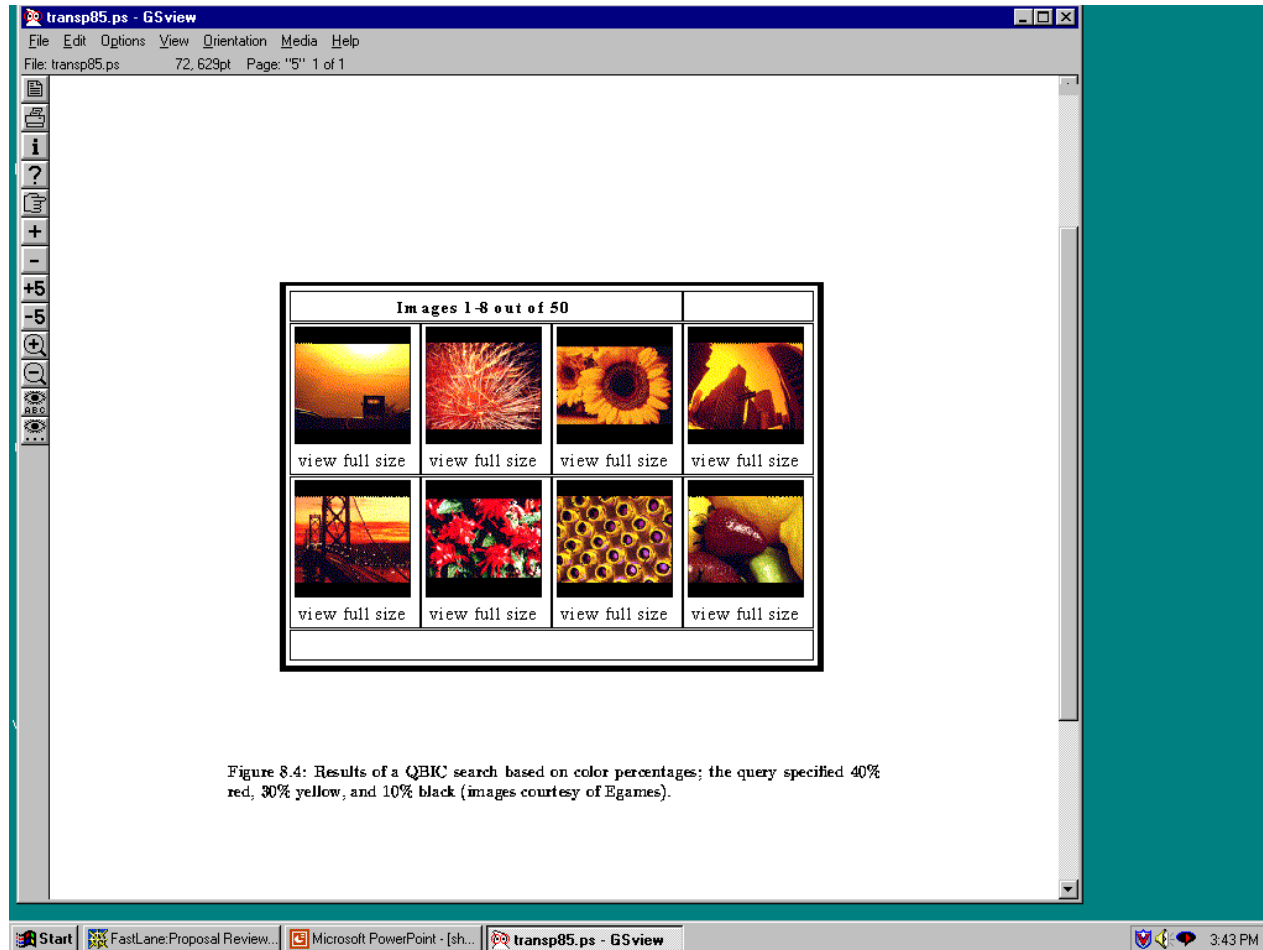 transp85.ps - GSview
File Edit Options View Orientation Media Help
File: transp85.ps 72, 629pt Page: "5" 1 of 1
i
?
+
-
+5
-5
ABC
Images 1-8 out of 50
view full size view full size view full size view full size
view full size view full size view full size view full size
Figure 8.4: Results of a QBIC search based on color percentages; the query specified 40%
red, 30% yellow, and 10% black (images courtesy of Egames).
Start FastLane:Proposal Review... Microsoft PowerPoint - [sh... transp85.ps - GSview 3:43 PM